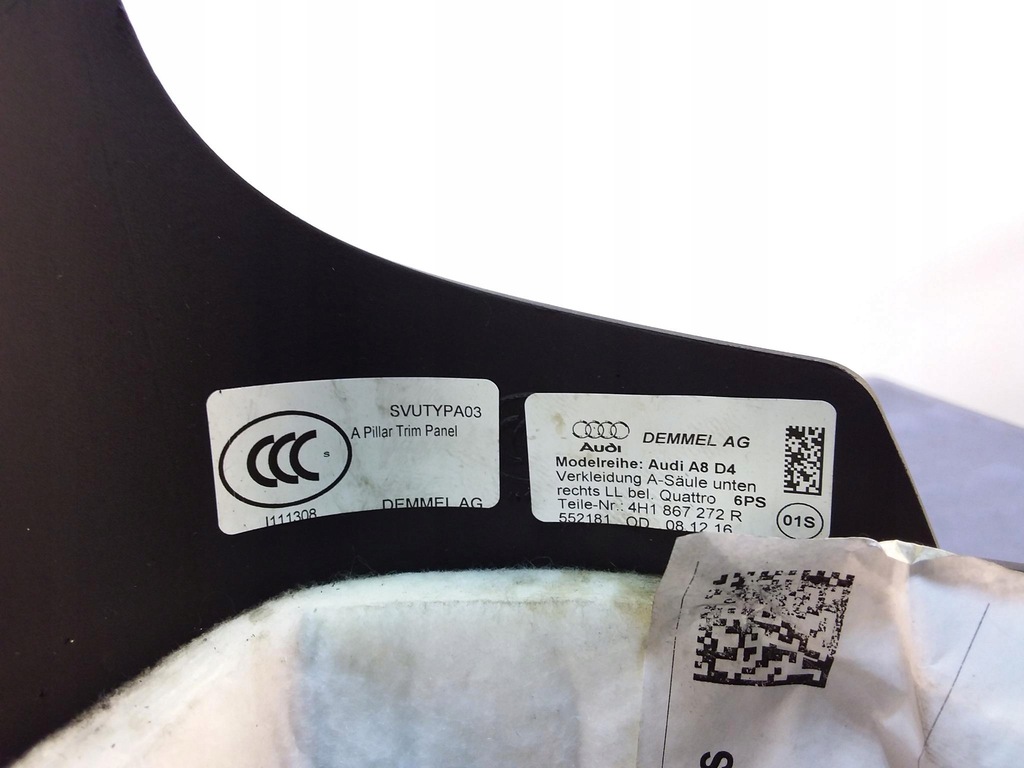 SVUTYPA03
A Pillar Trim Panel
CCC
S
I111308
DEMMEL AG
Audi
DEMMEL AG
Modelreihe: Audi A8 D4
Verkleidung A-Säule unten
rechts LL bel. Quattro 6PS
Teile-Nr.: 4H1 867 272 R
552181 OD 08.12.16
01S
S